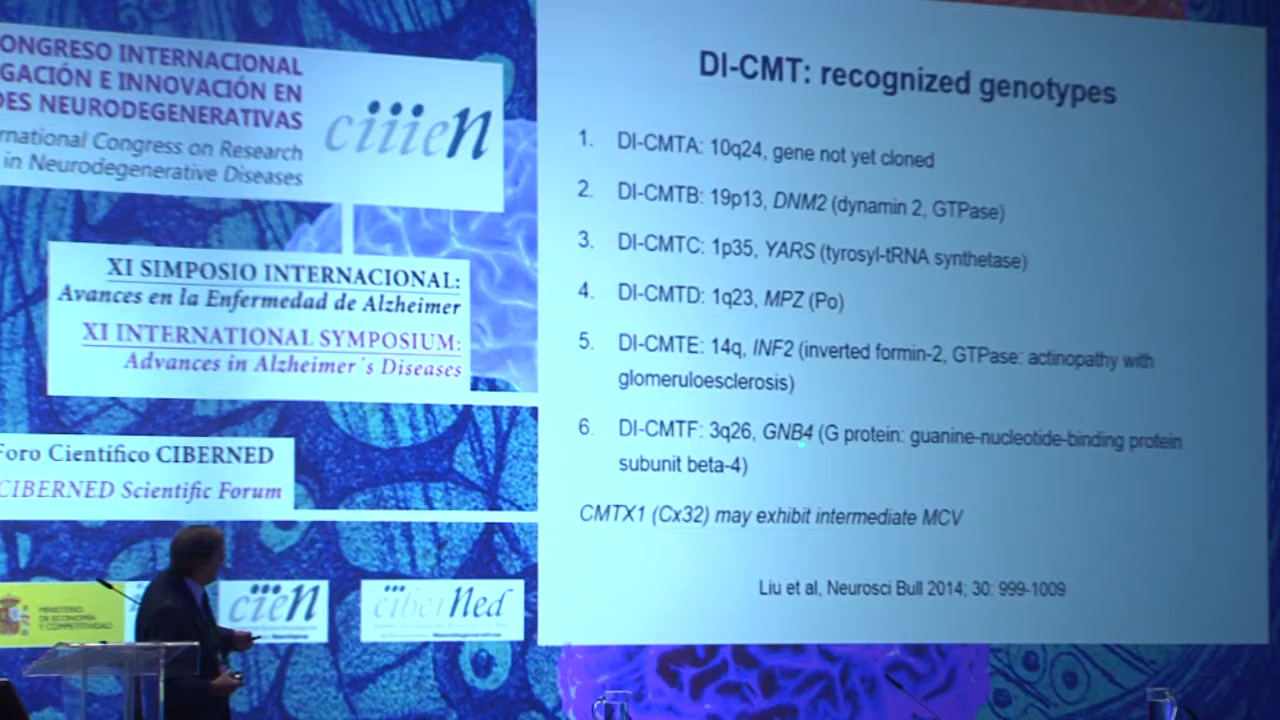 ONGRESO INTERNACIONAL
GACIÓN E INNOVACIÓN EN
DES NEURODEGENERATIVAS
rnational Congress on Research
in Neurodegenerative Diseases
ciiien
XI SIMPOSIO INTERNACIONAL:
Avances en la Enfermedad de Alzheimer
XI INTERNATIONAL SYMPOSIUM:
Advances in Alzheimer´s Diseases
Foro Científico CIBERNED
CIBERNED Scientific Forum
MINISTERIO
DE ECONOMÍA
Y COMPETITIVIDAD
cien
ciberned
DI-CMT: recognized genotypes
1. DI-CMTA: 10q24, gene not yet cloned
2. DI-CMTB: 19p13, DNM2 (dynamin 2, GTPase)
3. DI-CMTC: 1p35, YARS (tyrosyl-tRNA synthetase)
4. DI-CMTD: 1q23, MPZ (Po)
5. DI-CMTE: 14q, INF2 (inverted formin-2, GTPase: actinopathy with
glomeruloesclerosis)
6. DI-CMTF: 3q26, GNB4 (G protein: guanine-nucleotide-binding protein
subunit beta-4)
CMTX1 (Cx32) may exhibit intermediate MCV
Liu et al, Neurosci Bull 2014; 30: 999-1009